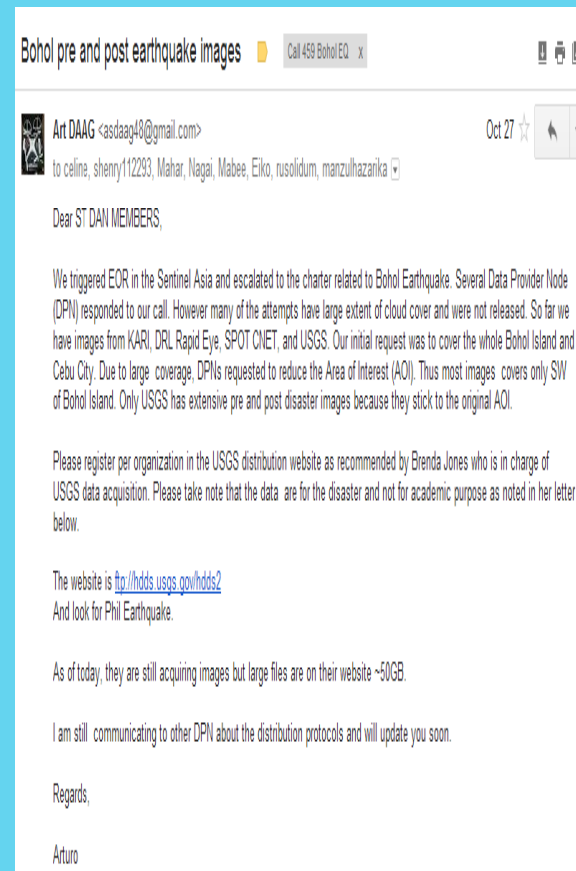 Bohol pre and post earthquake images
Call 459 Bohol EQ x
Art DAAG <asdaag48@gmail.com>
Oct 27
to celine, shenry112293, Mahar, Nagai, Mabee, Eiko, rusolidum, manzulhazarika
Dear ST DAN MEMBERS,
We triggered EOR in the Sentinel Asia and escalated to the charter related to Bohol Earthquake. Several Data Provider Node
(DPN) responded to our call. However many of the attempts have large extent of cloud cover and were not released. So far we
have images from KARI, DRL Rapid Eye, SPOT CNET, and USGS. Our initial request was to cover the whole Bohol Island and
Cebu City. Due to large coverage, DPNs requested to reduce the Area of Interest (AOI). Thus most images covers only SW
of Bohol Island. Only USGS has extensive pre and post disaster images because they stick to the original AOI.
Please register per organization in the USGS distribution website as recommended by Brenda Jones who is in charge of
USGS data acquisition. Please take note that the data are for the disaster and not for academic purpose as noted in her letter
below.
The website is ftp://hdds.usgs.gov/hdds2
And look for Phil Earthquake.
As of today, they are still acquiring images but large files are on their website ~50GB.
I am still communicating to other DPN about the distribution protocols and will update you soon.
Regards,
Arturo